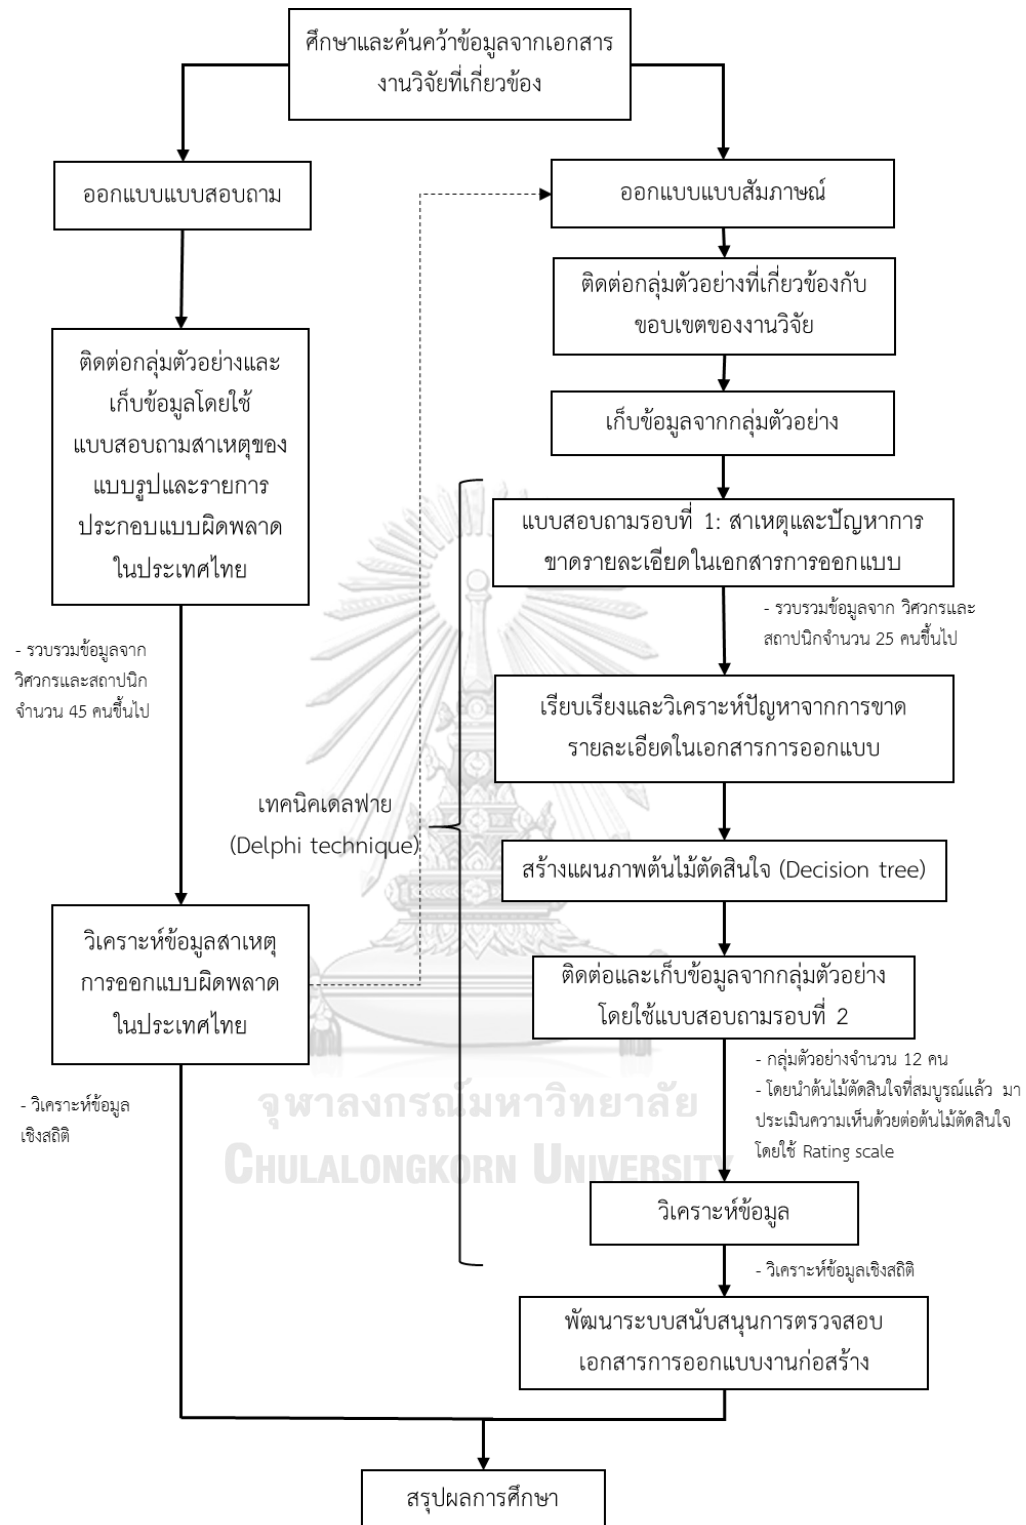 ศึกษาและค้นคว้าข้อมูลจากเอกสาร
งานวิจัยที่เกี่ยวข้อง
ออกแบบแบบสอบถาม
ติดต่อกลุ่มตัวอย่างและ
เก็บข้อมูลโดยใช้
แบบสอบถามสาเหตุของ
แบบรูปและรายการ
ประกอบแบบผิดพลาด
ในประเทศไทย
- รวบรวมข้อมูลจาก
วิศวกรและสถาปนิก
จำนวน 45 คนขึ้นไป
วิเคราะห์ข้อมูลสาเหตุ
การออกแบบผิดพลาด
ในประเทศไทย
- วิเคราะห์ข้อมูล
เชิงสถิติ
ออกแบบแบบสัมภาษณ์
ติดต่อกลุ่มตัวอย่างที่เกี่ยวข้องกับ
ขอบเขตของงานวิจัย
เก็บข้อมูลจากกลุ่มตัวอย่าง
เทคนิคเดลฟาย
(Delphi technique)
แบบสอบถามรอบที่ 1: สาเหตุและปัญหาการ
ขาดรายละเอียดในเอกสารการออกแบบ
- รวบรวมข้อมูลจาก วิศวกรและ
สถาปนิกจำนวน 25 คนขึ้นไป
เรียบเรียงและวิเคราะห์ปัญหาจากการขาด
รายละเอียดในเอกสารการออกแบบ
สร้างแผนภาพต้นไม้ตัดสินใจ (Decision tree)
ติดต่อและเก็บข้อมูลจากกลุ่มตัวอย่าง
โดยใช้แบบสอบถามรอบที่ 2
- กลุ่มตัวอย่างจำนวน 12 คน
- โดยนำต้นไม้ตัดสินใจที่สมบูรณ์แล้ว มา
ประเมินความเห็นด้วยต่อต้นไม้ตัดสินใจ
โดยใช้ Rating scale
วิเคราะห์ข้อมูล
- วิเคราะห์ข้อมูลเชิงสถิติ
พัฒนาระบบสนับสนุนการตรวจสอบ
เอกสารการออกแบบงานก่อสร้าง
สรุปผลการศึกษา
จุฬาลงกรณ์มหาวิทยาลัย
CHULALONGKORN UNIVERSITY